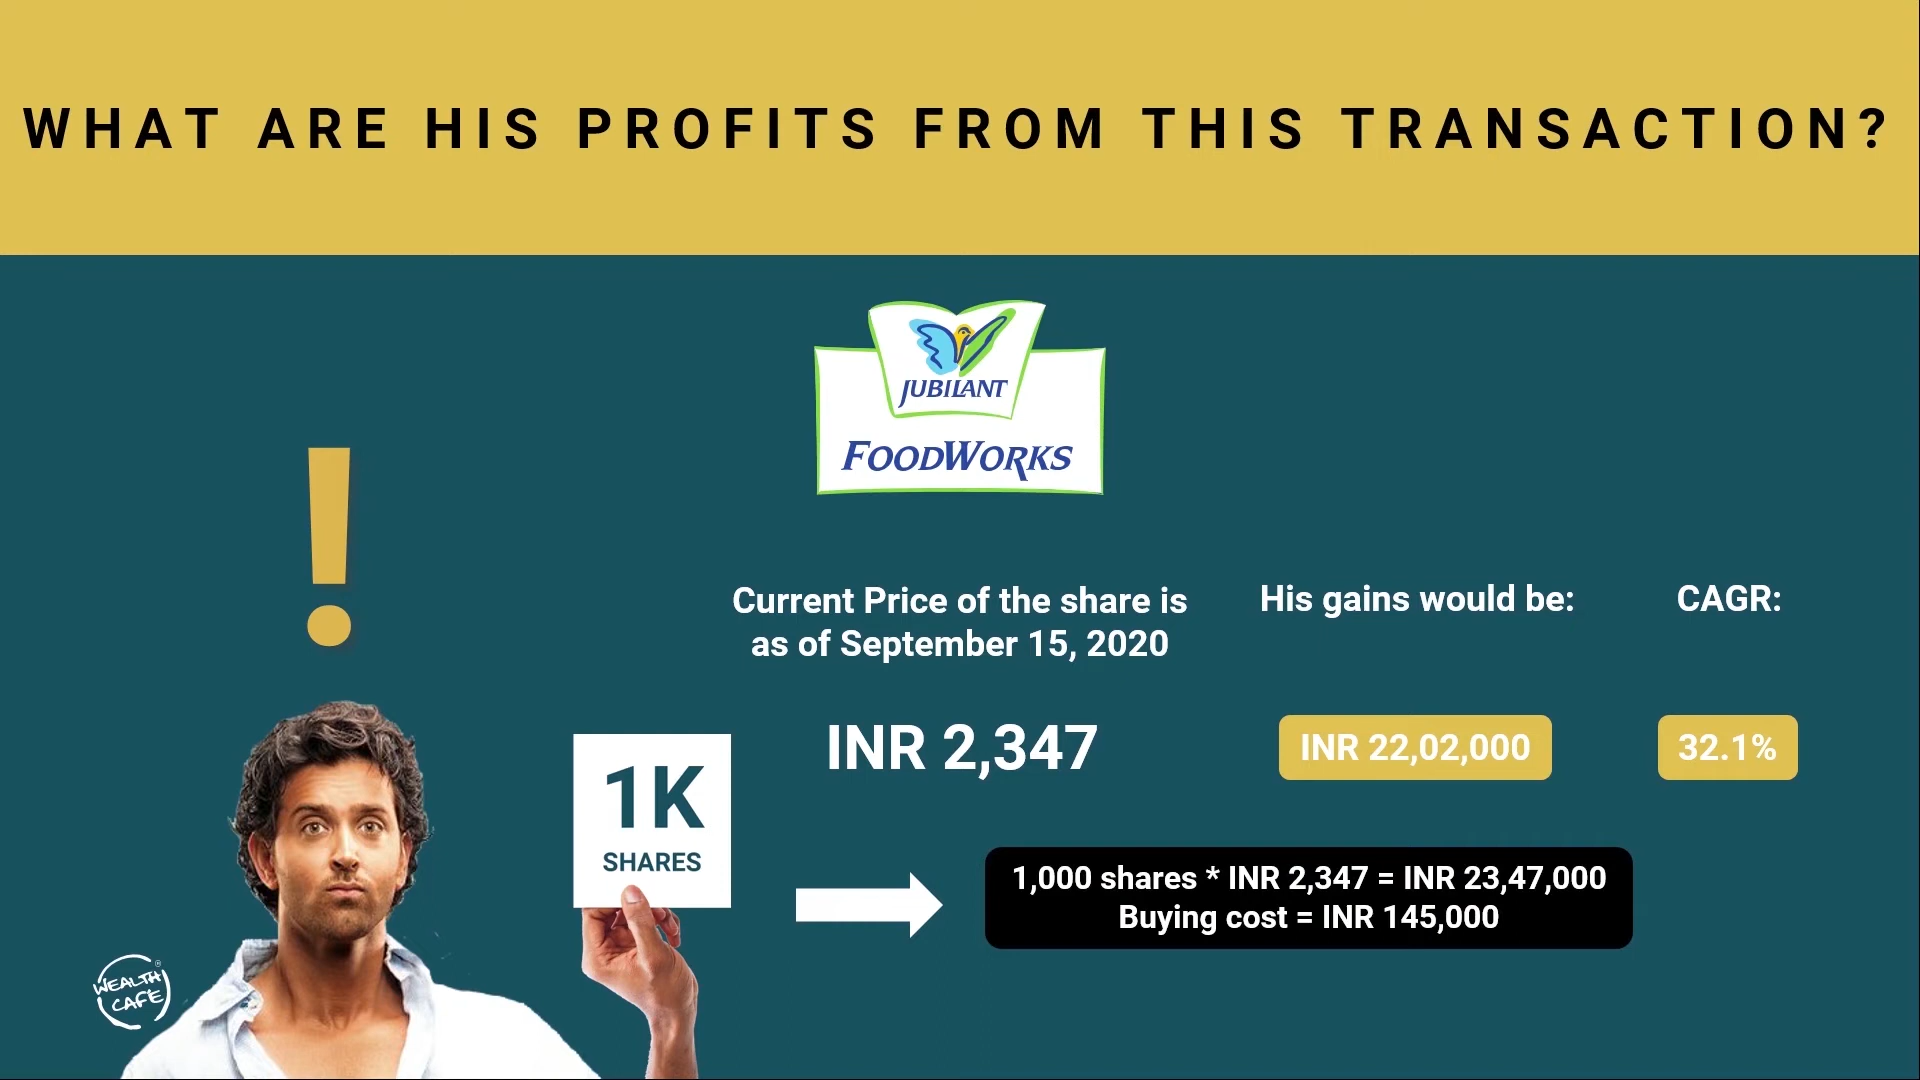 WHAT ARE HIS PROFITS FROM THIS TRANSACTION?
JUBILANT
FOODWORKS
Current Price of the share is
as of September 15, 2020
INR 2,347
His gains would be:
INR 22,02,000
CAGR:
32.1%
1K
SHARES
1,000 shares * INR 2,347 = INR 23,47,000
Buying cost = INR 145,000
WEALTH
CAFE®